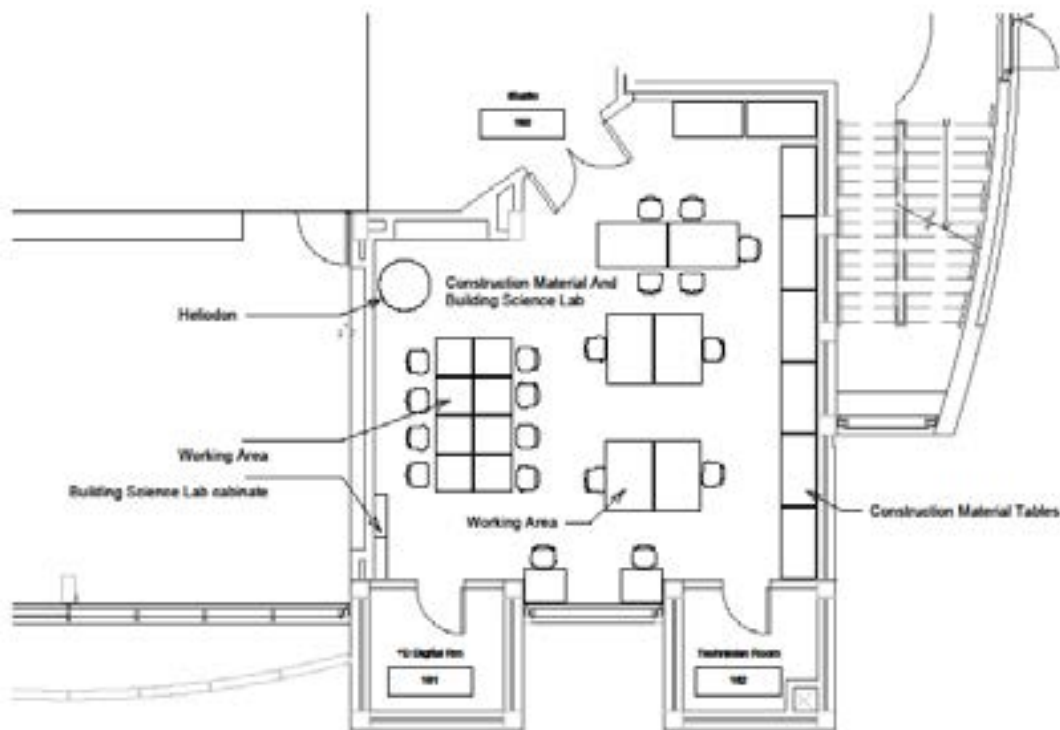 Studio
Construction Material And
Building Science Lab
Heliodon
Working Area
Building Science Lab cabinate
Working Area
Construction Material Tables
Technician Room
101
102